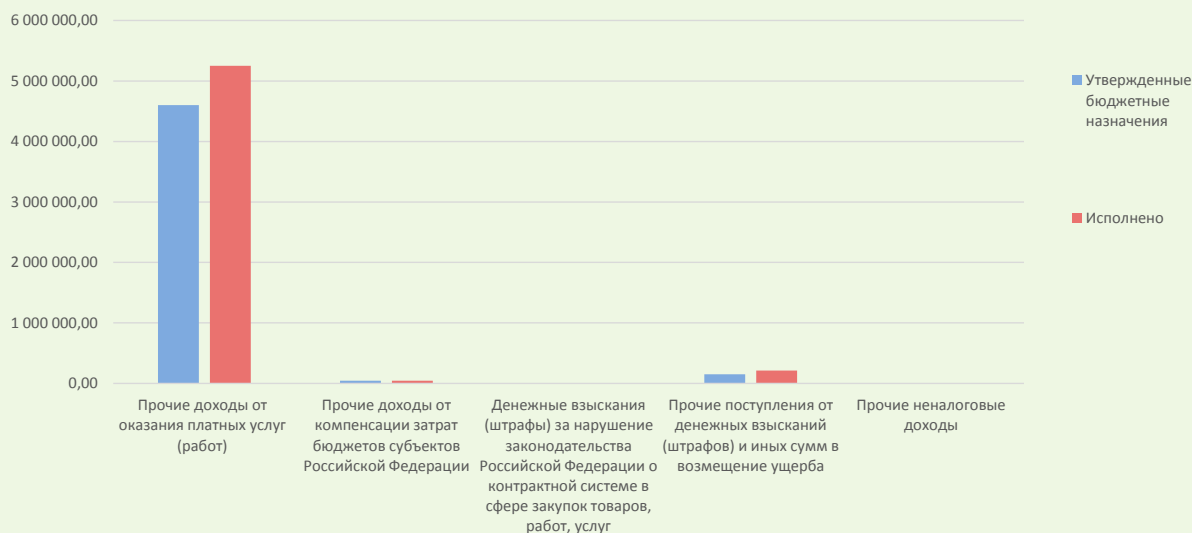 6 000 000,00
5 000 000,00
4 000 000,00
3 000 000,00
2 000 000,00
1 000 000,00
0,00
Прочие доходы от
оказания платных услуг
(работ)
Прочие доходы от
компенсации затрат
бюджетов субъектов
Российской Федерации
Денежные взыскания
(штрафы) за нарушение
законодательства
Российской Федерации о
контрактной системе в
сфере закупок товаров,
работ, услуг
Прочие поступления от
денежных взысканий
(штрафов) и иных сумм в
возмещение ущерба
Прочие неналоговые
доходы
Утвержденные
бюджетные
назначения
Исполнено